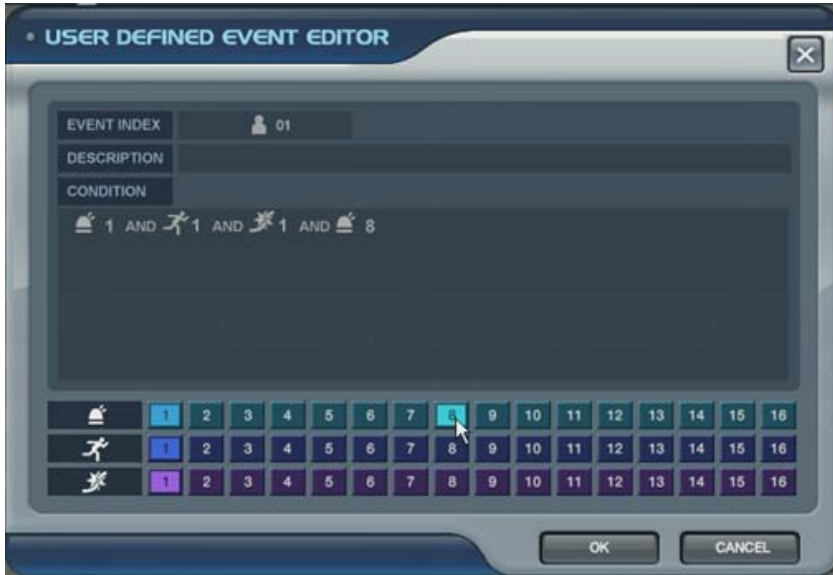 USER DEFINED EVENT EDITOR
EVENT INDEX 01
DESCRIPTION
CONDITION
1 AND 1 AND 1 AND 8
1 2 3 4 5 6 7 8 9 10 11 12 13 14 15 16
1 2 3 4 5 6 7 8 9 10 11 12 13 14 15 16
1 2 3 4 5 6 7 8 9 10 11 12 13 14 15 16
OK CANCEL